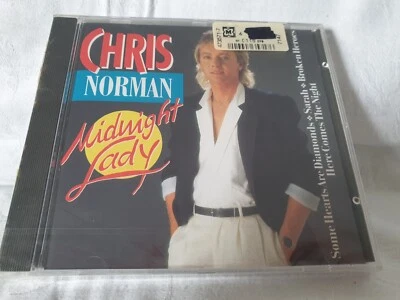 CHRIS
NORMAN
Midnight
Lady
Some Hearts Are Diamonds • Sarah • Broken Heroes
Here Comes The Night